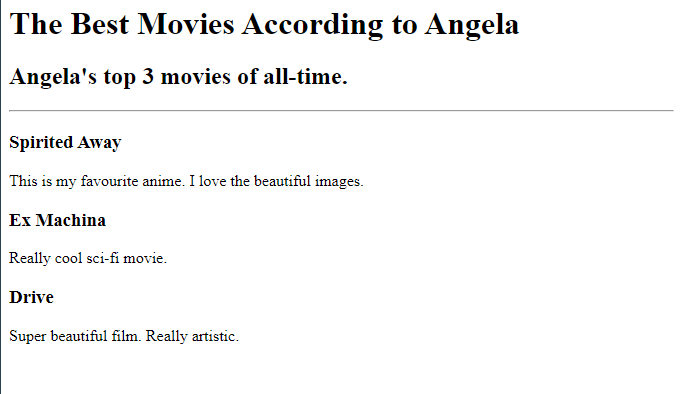 The Best Movies According to Angela
Angela's top 3 movies of all-time.
Spirited Away
This is my favourite anime. I love the beautiful images.
Ex Machina
Really cool sci-fi movie.
Drive
Super beautiful film. Really artistic.